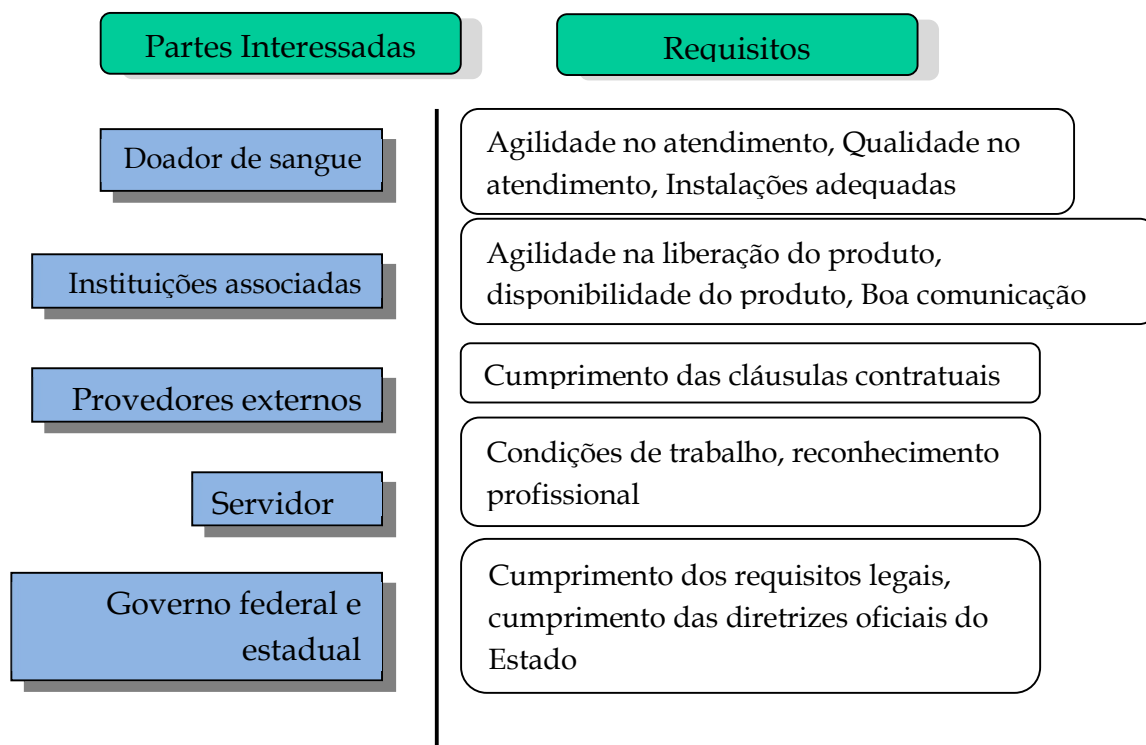 Partes Interessadas
Requisitos
Doador de sangue
Agilidade no atendimento, Qualidade no
atendimento, Instalações adequadas
Instituições associadas
Agilidade na liberação do produto,
disponibilidade do produto, Boa comunicação
Provedores externos
Cumprimento das cláusulas contratuais
Servidor
Condições de trabalho, reconhecimento
profissional
Governo federal e
estadual
Cumprimento dos requisitos legais,
cumprimento das diretrizes oficiais do
Estado